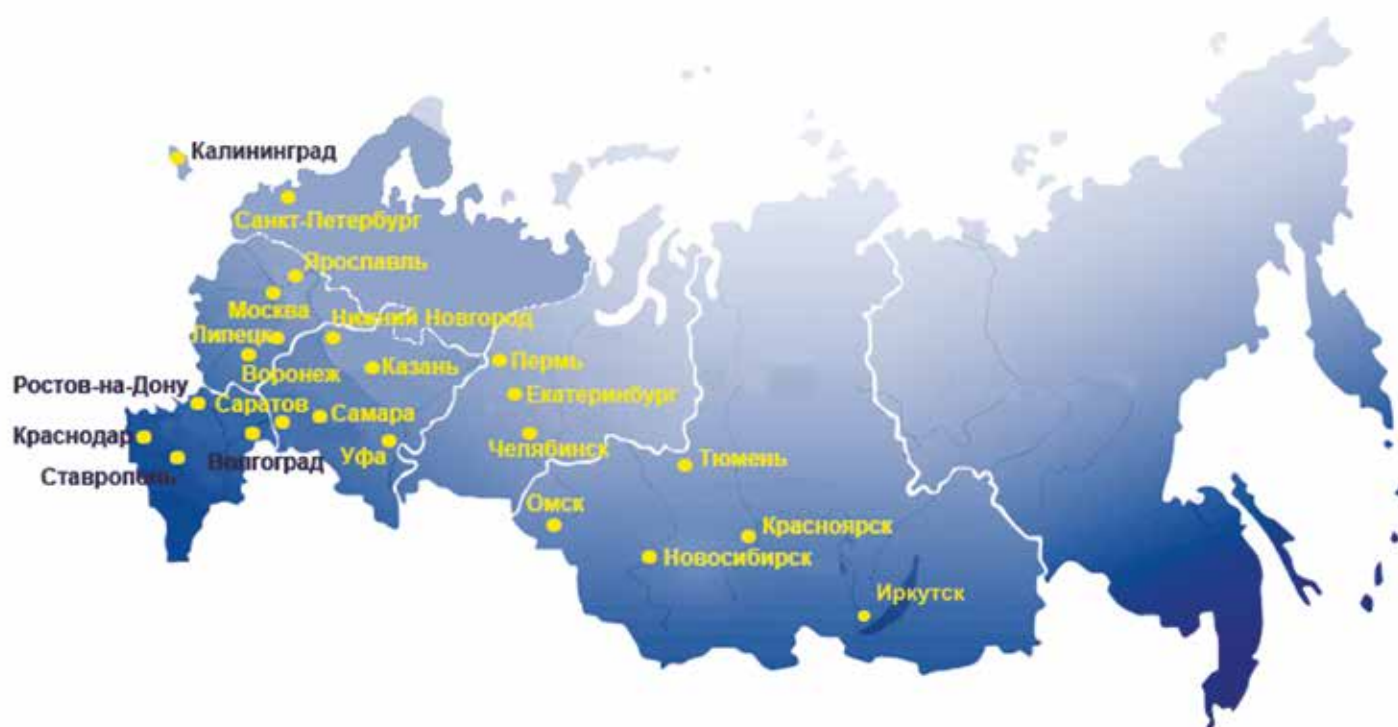 Калининград
Санкт-Петербург
Ярославль
Москва
Нижний Новгород
Липецк
Воронеж
Казань
Пермь
Ростов-на-Дону
Саратов
Самара
Екатеринбург
Краснодар
Волгоград
Уфа
Челябинск
Ставрополь
Тюмень
Омск
Красноярск
Новосибирск
Иркутск